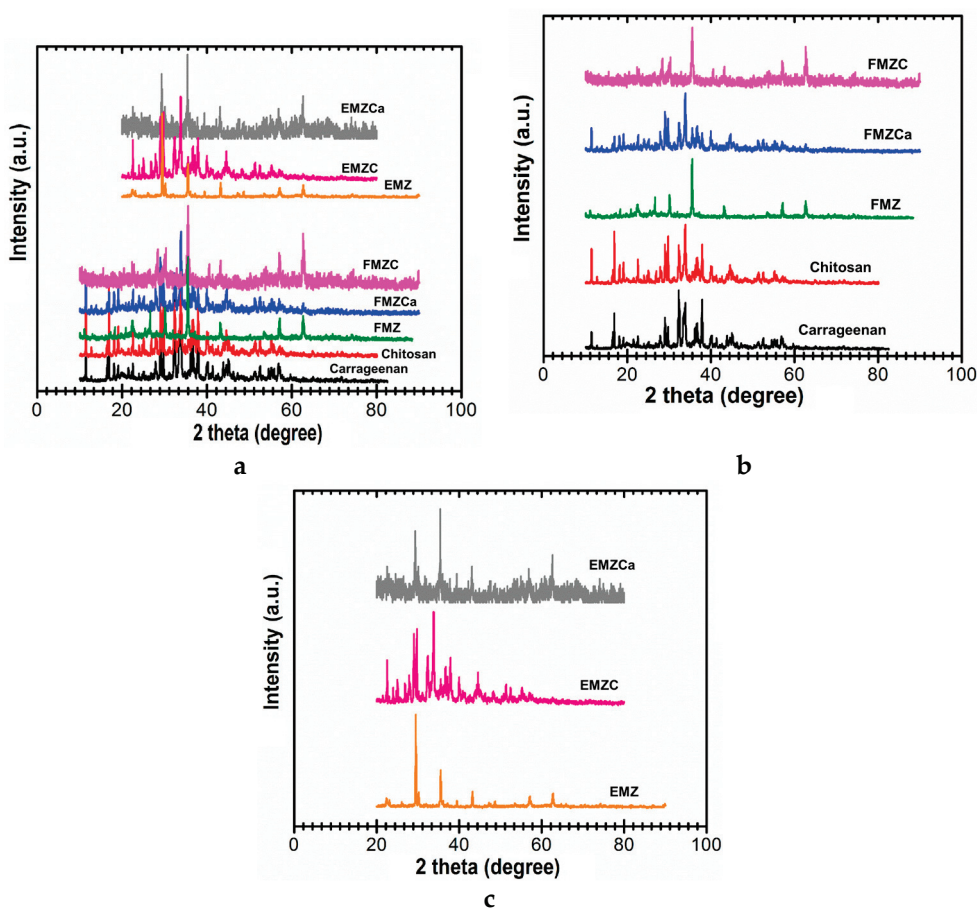 Intensity (a.u.)
EMZCa
EMZC
EMZ
FMZC
FMZCa
FMZ
Chitosan
Carrageenan
0 20 40 60 80 100
2 theta (degree)
a
Intensity (a.u.)
FMZC
FMZCa
FMZ
Chitosan
Carrageenan
0 20 40 60 80 100
2 theta (degree)
b
Intensity (a.u.)
EMZCa
EMZC
EMZ
0 20 40 60 80 100
2 theta (degree)
c